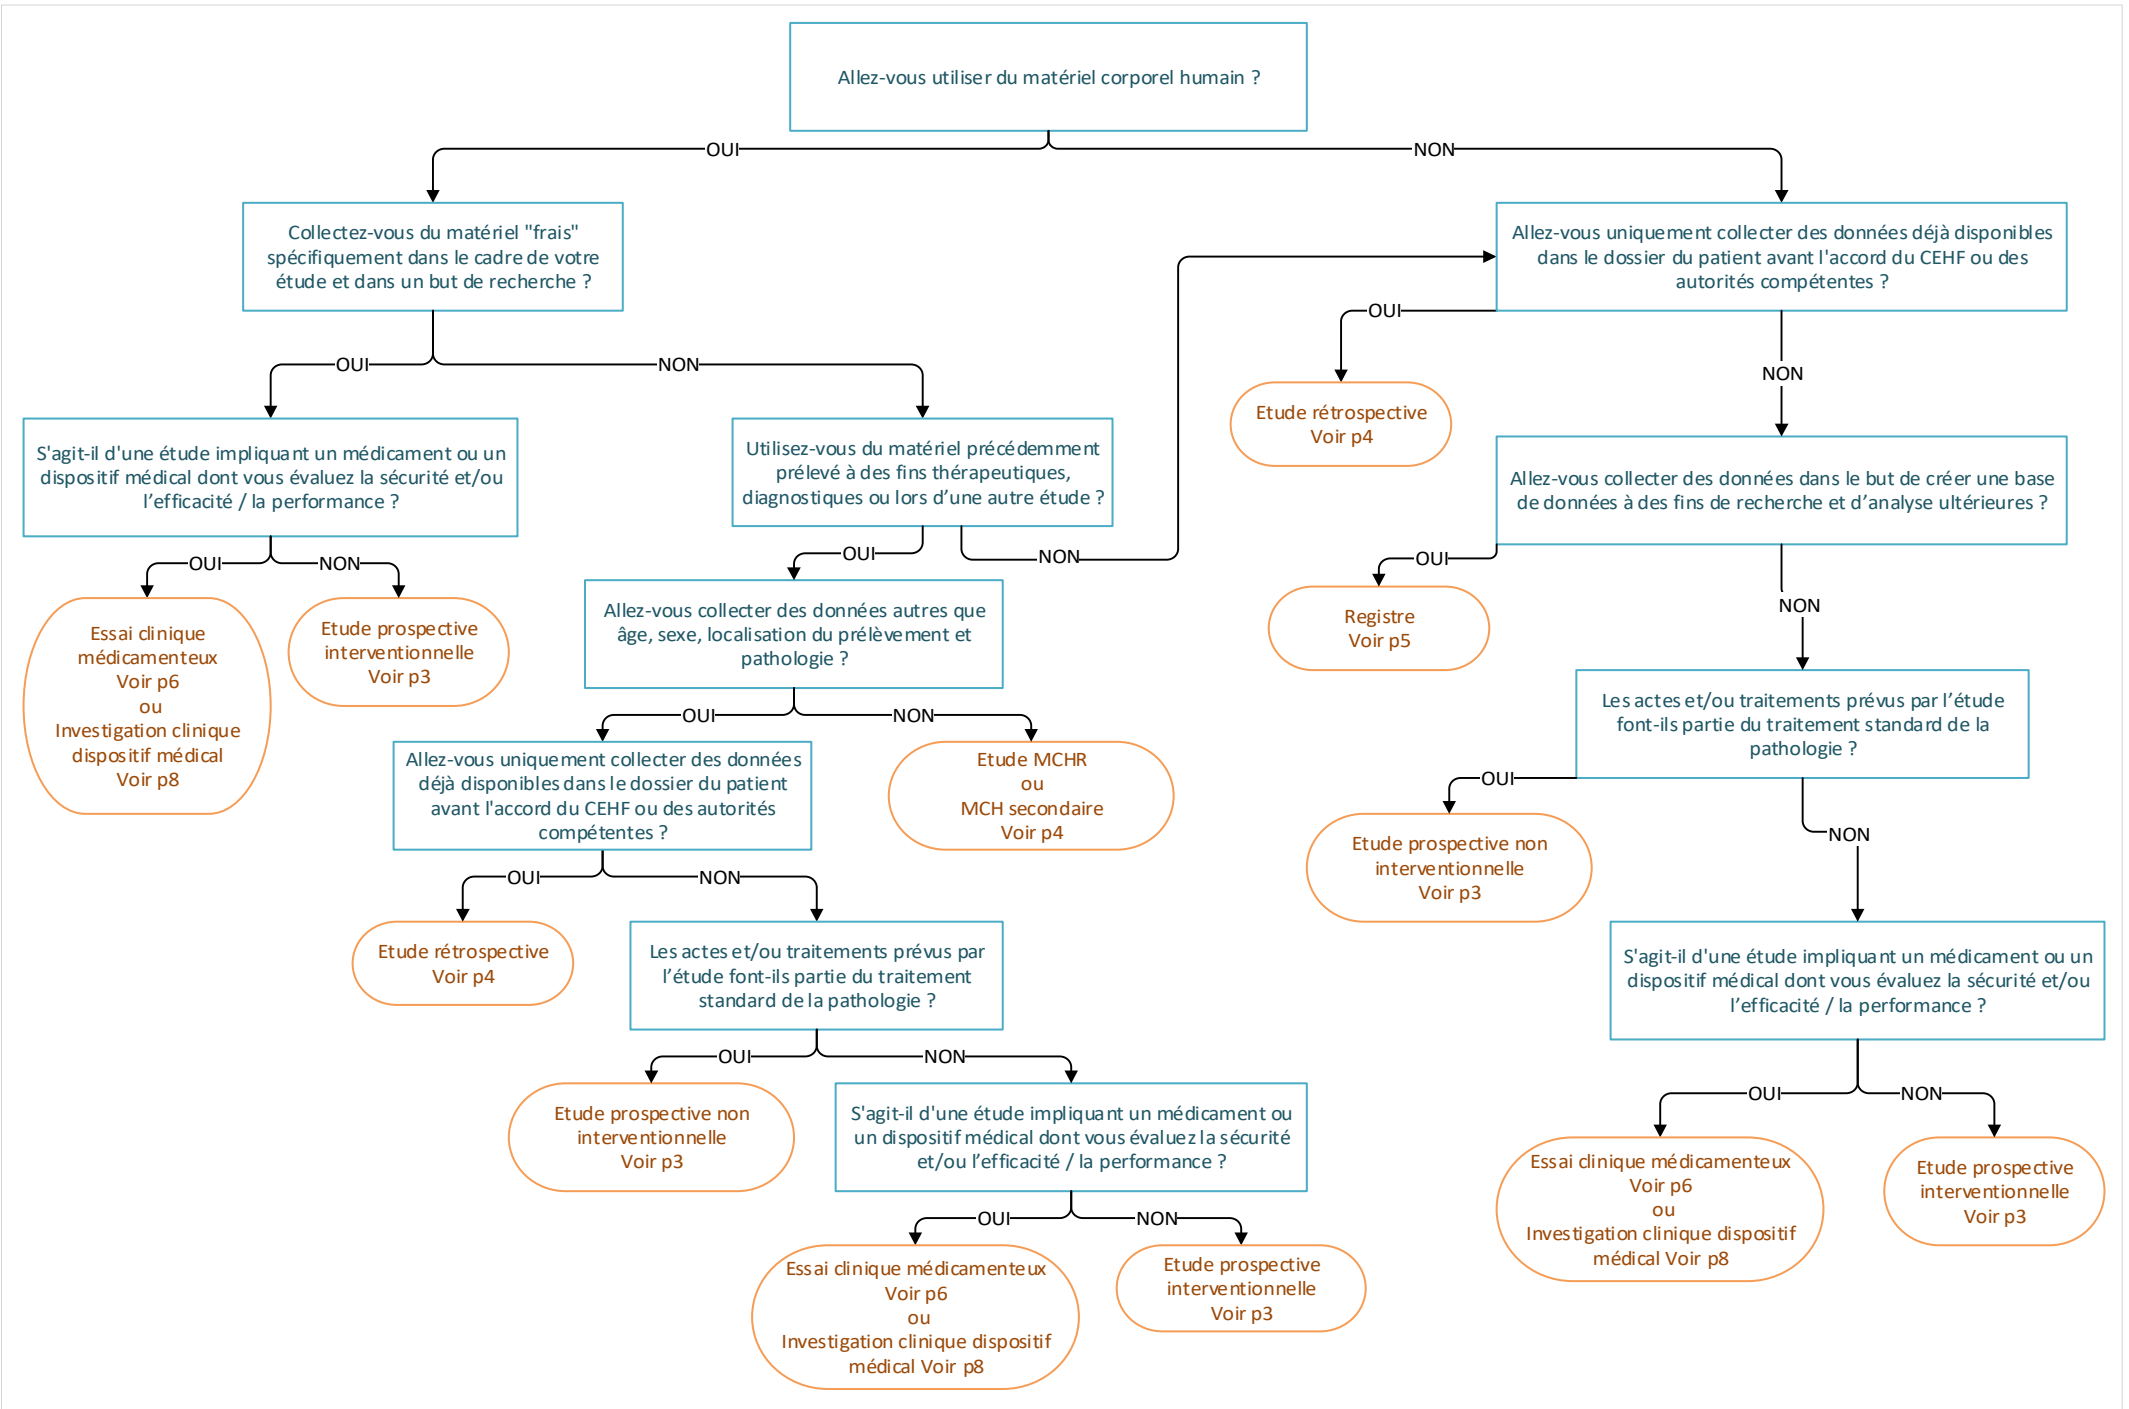 Allez-vous utiliser du matériel corporel humain ?
OUI
NON
Collectez-vous du matériel "frais"
spécifiquement dans le cadre de votre
étude et dans un but de recherche ?
Allez-vous uniquement collecter des données déjà disponibles
dans le dossier du patient avant l'accord du CEHF ou des
autorités compétentes ?
OUI
NON
OUI
NON
Etude rétrospective
Voir p4
S'agit-il d'une étude impliquant un médicament ou un
dispositif médical dont vous évaluez la sécurité et/ou
l’efficacité / la performance ?
Utilisez-vous du matériel précédemment
prélevé à des fins thérapeutiques,
diagnostiques ou lors d’une autre étude ?
Allez-vous collecter des données dans le but de créer une base
de données à des fins de recherche et d’analyse ultérieures ?
OUI
NON
OUI
NON
OUI
NON
Essai clinique
médicamenteux
Voir p6
ou
Investigation clinique
dispositif médical
Voir p8
Etude prospective
interventionnelle
Voir p3
Allez-vous collecter des données autres que
âge, sexe, localisation du prélèvement et
pathologie ?
Registre
Voir p5
OUI
NON
Les actes et/ou traitements prévus par l’étude
font-ils partie du traitement standard de la
pathologie ?
Allez-vous uniquement collecter des données
déjà disponibles dans le dossier du patient
avant l'accord du CEHF ou des autorités
compétentes ?
Etude MCHR
ou
MCH secondaire
Voir p4
OUI
NON
Etude prospective non
interventionnelle
Voir p3
OUI
NON
Etude rétrospective
Voir p4
Les actes et/ou traitements prévus par
l’étude font-ils partie du traitement
standard de la pathologie ?
S'agit-il d'une étude impliquant un médicament ou un
dispositif médical dont vous évaluez la sécurité et/ou
l’efficacité / la performance ?
OUI
NON
OUI
NON
Etude prospective non
interventionnelle
Voir p3
S'agit-il d'une étude impliquant un médicament ou
un dispositif médical dont vous évaluez la sécurité
et/ou l’efficacité / la performance ?
Essai clinique médicamenteux
Voir p6
ou
Investigation clinique dispositif
médical Voir p8
Etude prospective
interventionnelle
Voir p3
OUI
NON
Essai clinique médicamenteux
Voir p6
ou
Investigation clinique dispositif
médical Voir p8
Etude prospective
interventionnelle
Voir p3